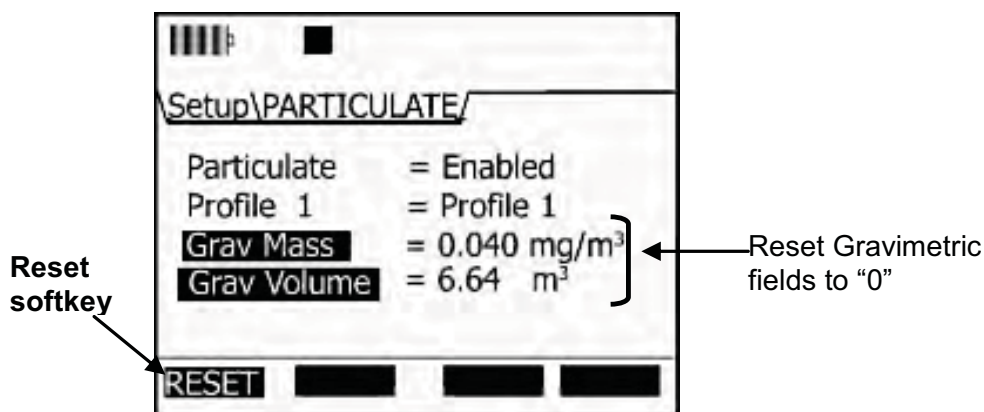 Setup\PARTICULATE/
Particulate = Enabled
Profile 1 = Profile 1
Grav Mass = 0.040 mg/m³
Grav Volume = 6.64 m³
RESET
Reset
softkey
Reset Gravimetric
fields to “0”